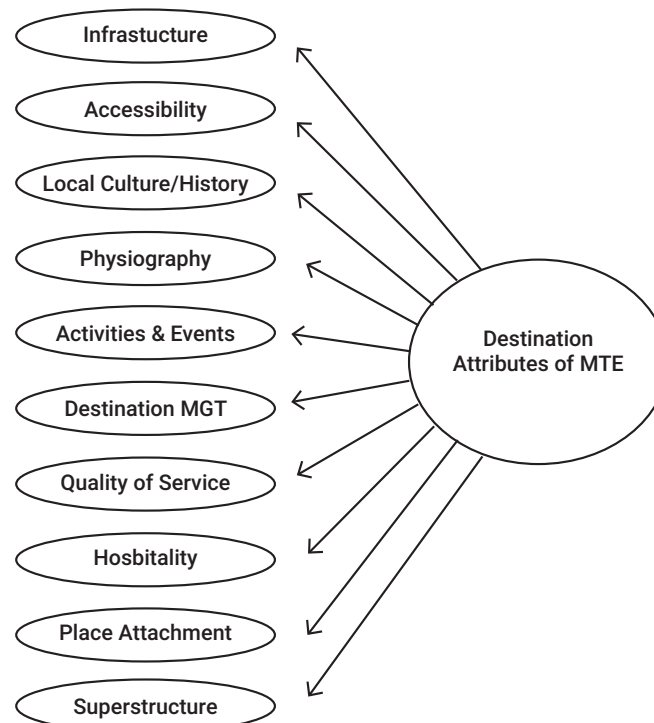 Infrastucture
Accessibility
Local Culture/History
Physiography
Activities & Events
Destination MGT
Quality of Service
Hosbitality
Place Attachment
Superstructure
Destination
Attributes of MTE